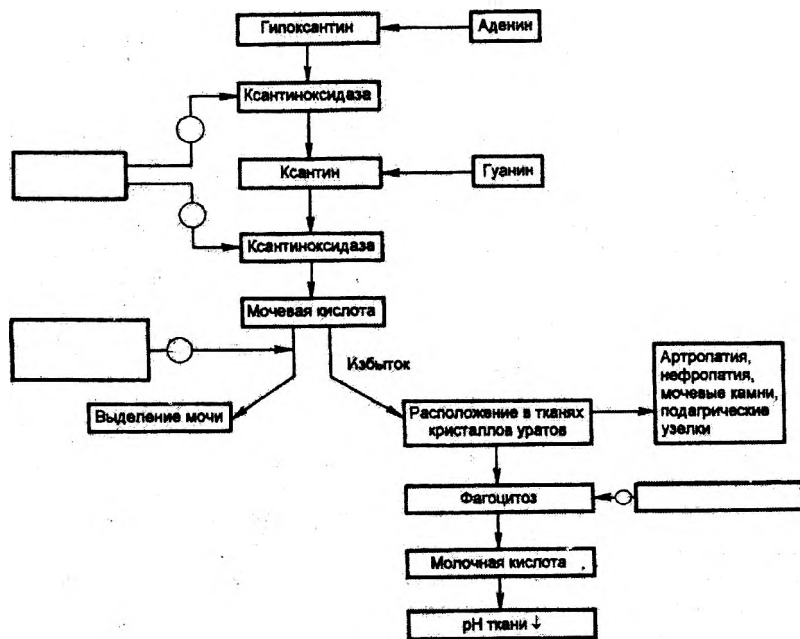 Гипоксантин
Аденин
Ксантиноксидаза
Ксантин
Гуанин
Ксантиноксидаза
Мочевая кислота
Избыток
Выделение мочи
Расположение в тканях
кристаллов уратов
Артропатия,
нефропатия,
мочевые камни,
подагрические
узелки
Фагоцитоз
Молочная кислота
рН ткани ↓